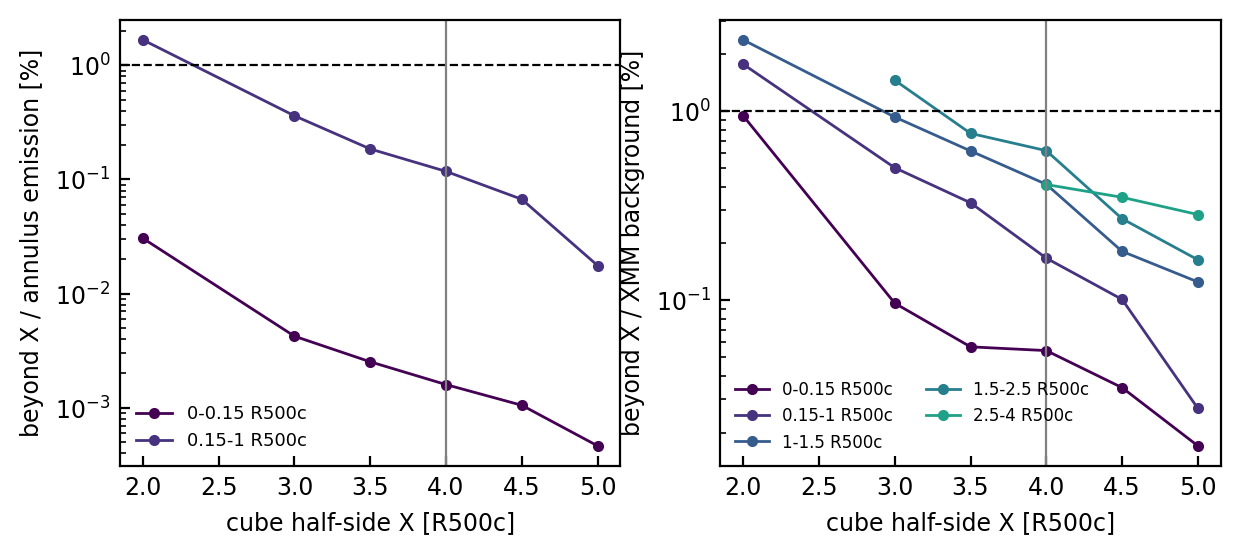 beyond X / annulus emission [%]
10⁰
10⁻¹
10⁻²
10⁻³
0-0.15 R500c
0.15-1 R500c
2.0 2.5 3.0 3.5 4.0 4.5 5.0
cube half-side X [R500c]
beyond X / XMM background [%]
10⁰
10⁻¹
0-0.15 R500c
0.15-1 R500c
1-1.5 R500c
1.5-2.5 R500c
2.5-4 R500c
2.0 2.5 3.0 3.5 4.0 4.5 5.0
cube half-side X [R500c]